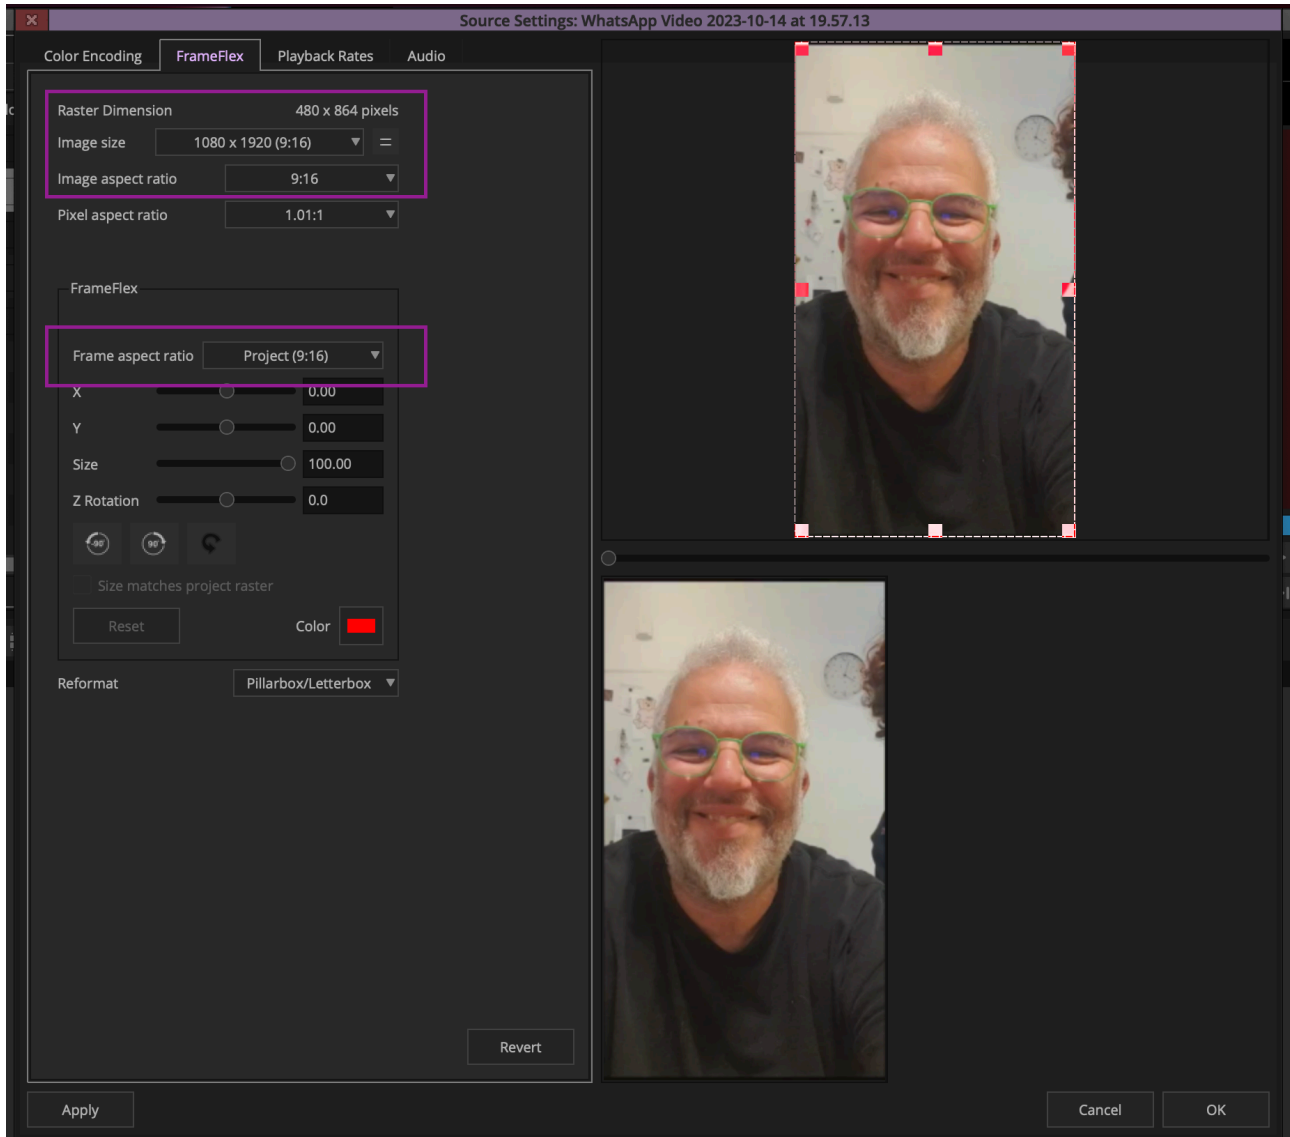 Source Settings: WhatsApp Video 2023-10-14 at 19.57.13
Color Encoding FrameFlex Playback Rates Audio
Raster Dimension 480 x 864 pixels
Image size 1080 x 1920 (9:16)
Image aspect ratio 9:16
Pixel aspect ratio 1.01:1
FrameFlex
Frame aspect ratio Project (9:16)
X 0.00
Y 0.00
Size 100.00
Z Rotation 0.0
-90° 90°
Size matches project raster
Reset Color
Reformat Pillarbox/Letterbox
Revert
Apply Cancel OK